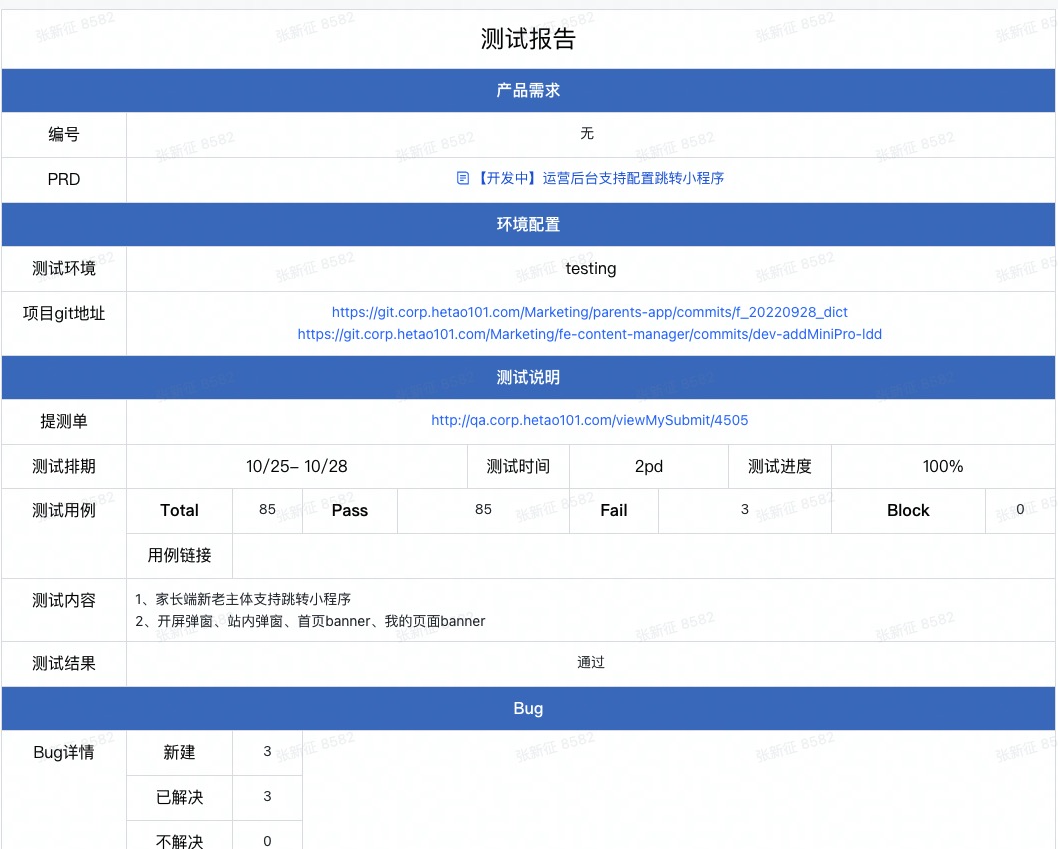 测试报告
产品需求
编号 无
PRD 【开发中】运营后台支持配置跳转小程序
环境配置
测试环境 testing
项目git地址 https://git.corp.hetao101.com/Marketing/parents-app/commits/f_20220928_dict
https://git.corp.hetao101.com/Marketing/fe-content-manager/commits/dev-addMiniPro-ldd
测试说明
提测单 http://qa.corp.hetao101.com/viewMySubmit/4505
测试排期 10/25– 10/28 测试时间 2pd 测试进度 100%
测试用例 Total 85 Pass 85 Fail 3 Block 0
用例链接
测试内容 1、家长端新老主体支持跳转小程序
2、开屏弹窗、站内弹窗、首页banner、我的页面banner
测试结果 通过
Bug
Bug详情 新建 3
已解决 3
不解决 0
张新征 8582